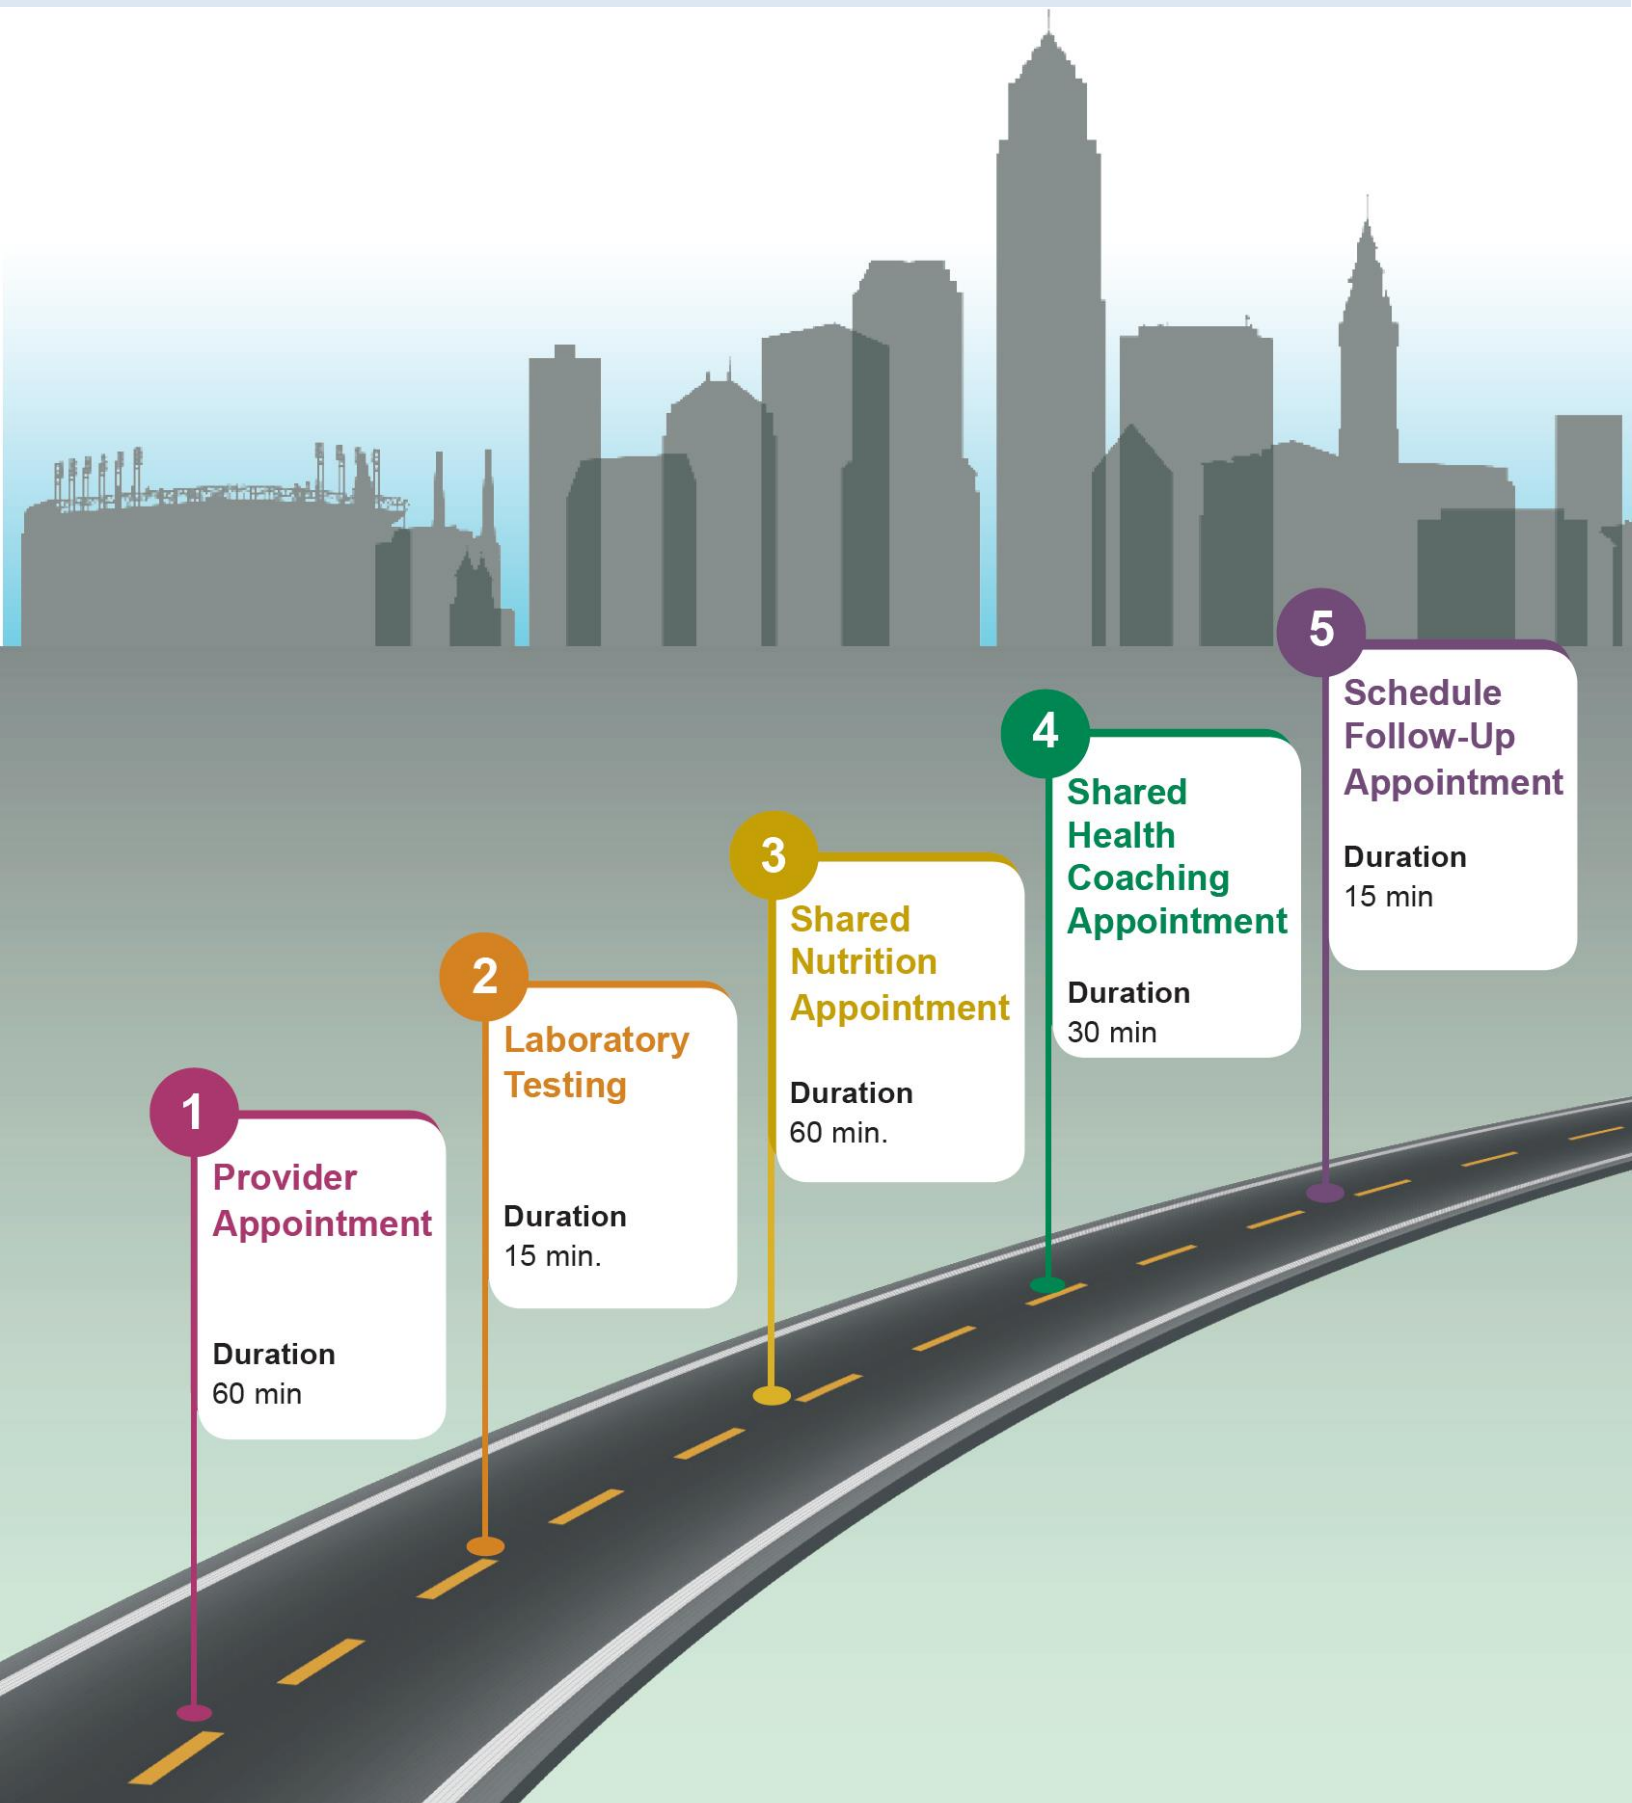 1
Provider
Appointment
Duration
60 min
2
Laboratory
Testing
Duration
15 min.
3
Shared
Nutrition
Appointment
Duration
60 min.
4
Shared
Health
Coaching
Appointment
Duration
30 min
5
Schedule
Follow-Up
Appointment
Duration
15 min